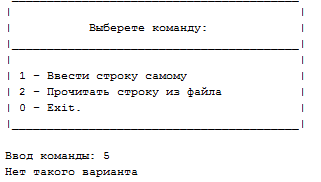 Выберете команду:
1 - Ввести строку самому
2 - Прочитать строку из файла
0 - Exit.
Ввод команды: 5
Нет такого варианта